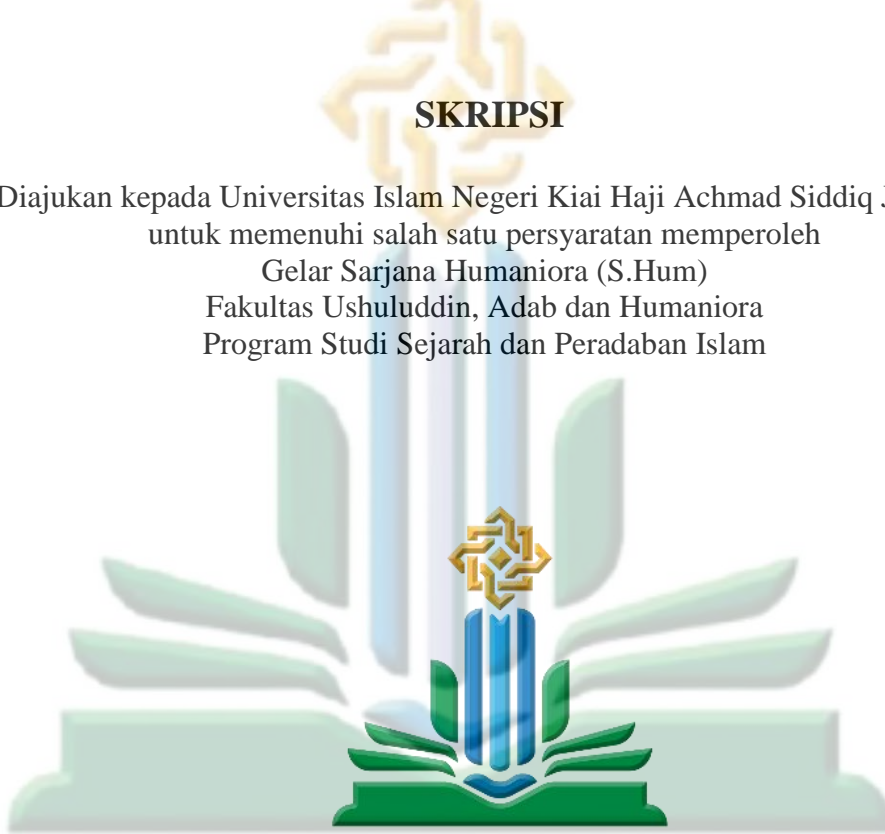 SKRIPSI
Diajukan kepada Universitas Islam Negeri Kiai Haji Achmad Siddiq
untuk memenuhi salah satu persyaratan memperoleh
Gelar Sarjana Humaniora (S.Hum)
Fakultas Ushuluddin, Adab dan Humaniora
Program Studi Sejarah dan Peradaban Islam